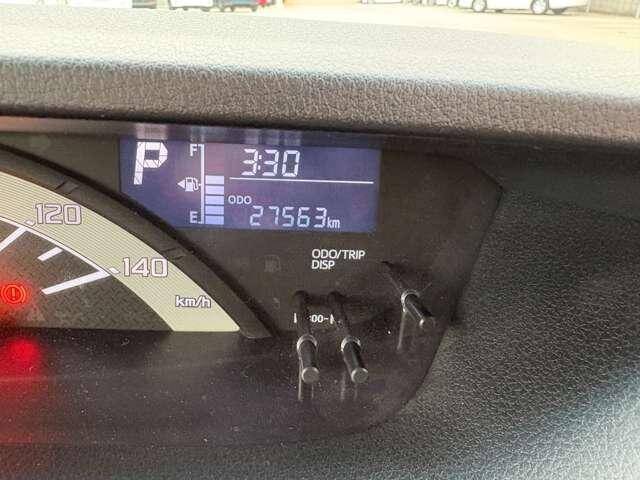 P
F
3:30
ODO
E
27563km
120
140
km/h
ODO/TRIP
DISP